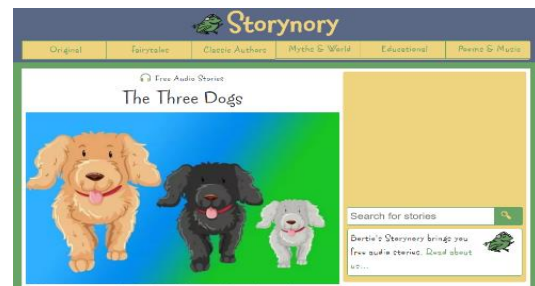 Storynory
Original Fairytales Classic Authors Myths & World Educational Poems & Music
Free Audio Stories
The Three Dogs
Search for stories
Bertie's Storynory brings you
free audio stories. Read about
us...